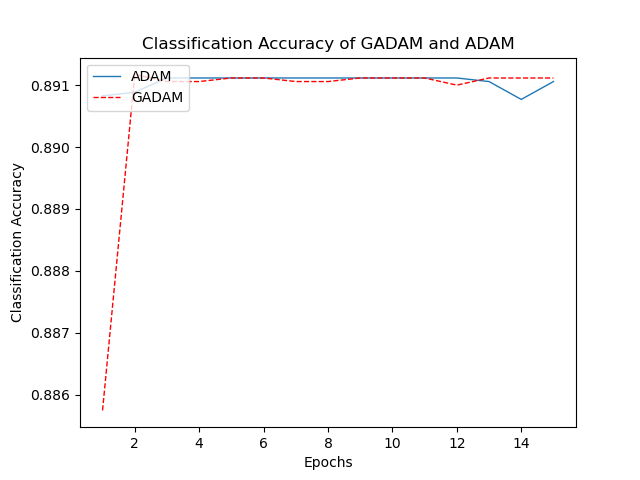 Classification Accuracy of GADAM and ADAM
ADAM
GADAM
Classification Accuracy
0.891
0.890
0.889
0.888
0.887
0.886
2 4 6 8 10 12 14
Epochs